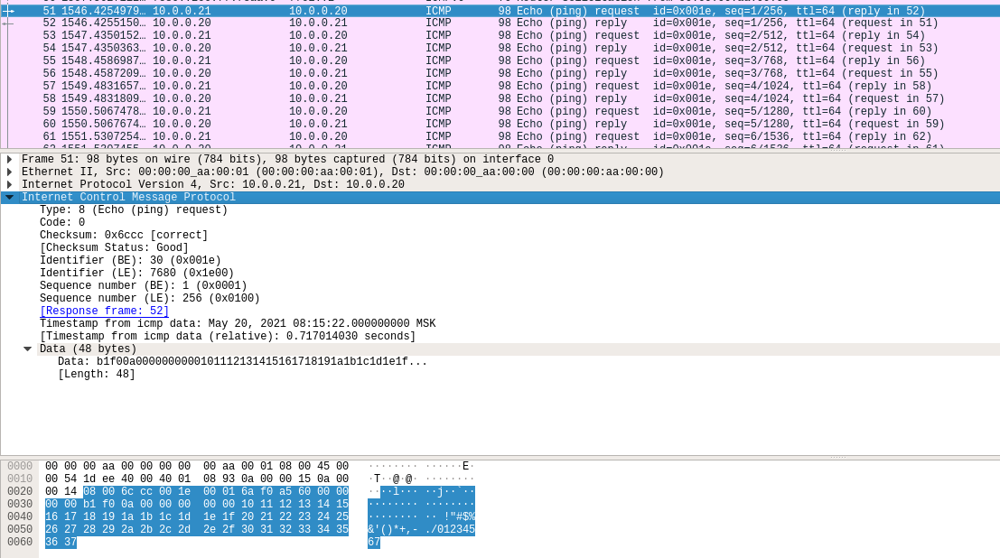 51 1546.4254979… 10.0.0.21 10.0.0.20 ICMP 98 Echo (ping) request id=0x001e, seq=1/256, ttl=64 (reply in 52)
52 1546.4255150… 10.0.0.20 10.0.0.21 ICMP 98 Echo (ping) reply id=0x001e, seq=1/256, ttl=64 (request in 51)
53 1547.4350152… 10.0.0.21 10.0.0.20 ICMP 98 Echo (ping) request id=0x001e, seq=2/512, ttl=64 (reply in 54)
54 1547.4350363… 10.0.0.20 10.0.0.21 ICMP 98 Echo (ping) reply id=0x001e, seq=2/512, ttl=64 (request in 53)
55 1548.4586987… 10.0.0.21 10.0.0.20 ICMP 98 Echo (ping) request id=0x001e, seq=3/768, ttl=64 (reply in 56)
56 1548.4587209… 10.0.0.20 10.0.0.21 ICMP 98 Echo (ping) reply id=0x001e, seq=3/768, ttl=64 (request in 55)
57 1549.4831657… 10.0.0.21 10.0.0.20 ICMP 98 Echo (ping) request id=0x001e, seq=4/1024, ttl=64 (reply in 58)
58 1549.4831809… 10.0.0.20 10.0.0.21 ICMP 98 Echo (ping) reply id=0x001e, seq=4/1024, ttl=64 (request in 57)
59 1550.5067478… 10.0.0.21 10.0.0.20 ICMP 98 Echo (ping) request id=0x001e, seq=5/1280, ttl=64 (reply in 60)
60 1550.5067674… 10.0.0.20 10.0.0.21 ICMP 98 Echo (ping) reply id=0x001e, seq=5/1280, ttl=64 (request in 59)
61 1551.5307254… 10.0.0.21 10.0.0.20 ICMP 98 Echo (ping) request id=0x001e, seq=6/1536, ttl=64 (reply in 62)
Frame 51: 98 bytes on wire (784 bits), 98 bytes captured (784 bits) on interface 0
Ethernet II, Src: 00:00:00_aa:00:01 (00:00:00:aa:00:01), Dst: 00:00:00_aa:00:00 (00:00:00:aa:00:00)
Internet Protocol Version 4, Src: 10.0.0.21, Dst: 10.0.0.20
Internet Control Message Protocol
Type: 8 (Echo (ping) request)
Code: 0
Checksum: 0x6ccc [correct]
[Checksum Status: Good]
Identifier (BE): 30 (0x001e)
Identifier (LE): 7680 (0x1e00)
Sequence number (BE): 1 (0x0001)
Sequence number (LE): 256 (0x0100)
[Response frame: 52]
Timestamp from icmp data: May 20, 2021 08:15:22.000000000 MSK
[Timestamp from icmp data (relative): 0.717014030 seconds]
Data (48 bytes)
Data: b1f00a0000000000101112131415161718191a1b1c1d1e1f...
[Length: 48]
0000 00 00 00 aa 00 00 00 00 00 aa 00 01 08 00 45 00 ········ ······E·
0010 00 54 1d ee 40 00 40 01 08 93 0a 00 00 15 0a 00 ·T··@·@· ········
0020 00 14 08 00 6c cc 00 1e 00 01 6a f0 a5 60 00 00 ····l··· ··j··`··
0030 00 00 b1 f0 0a 00 00 00 00 00 10 11 12 13 14 15 ········ ········
0040 16 17 18 19 1a 1b 1c 1d 1e 1f 20 21 22 23 24 25 ········ ·· !"#$%
0050 26 27 28 29 2a 2b 2c 2d 2e 2f 30 31 32 33 34 35 &'()*+,- ./012345
0060 36 37 67